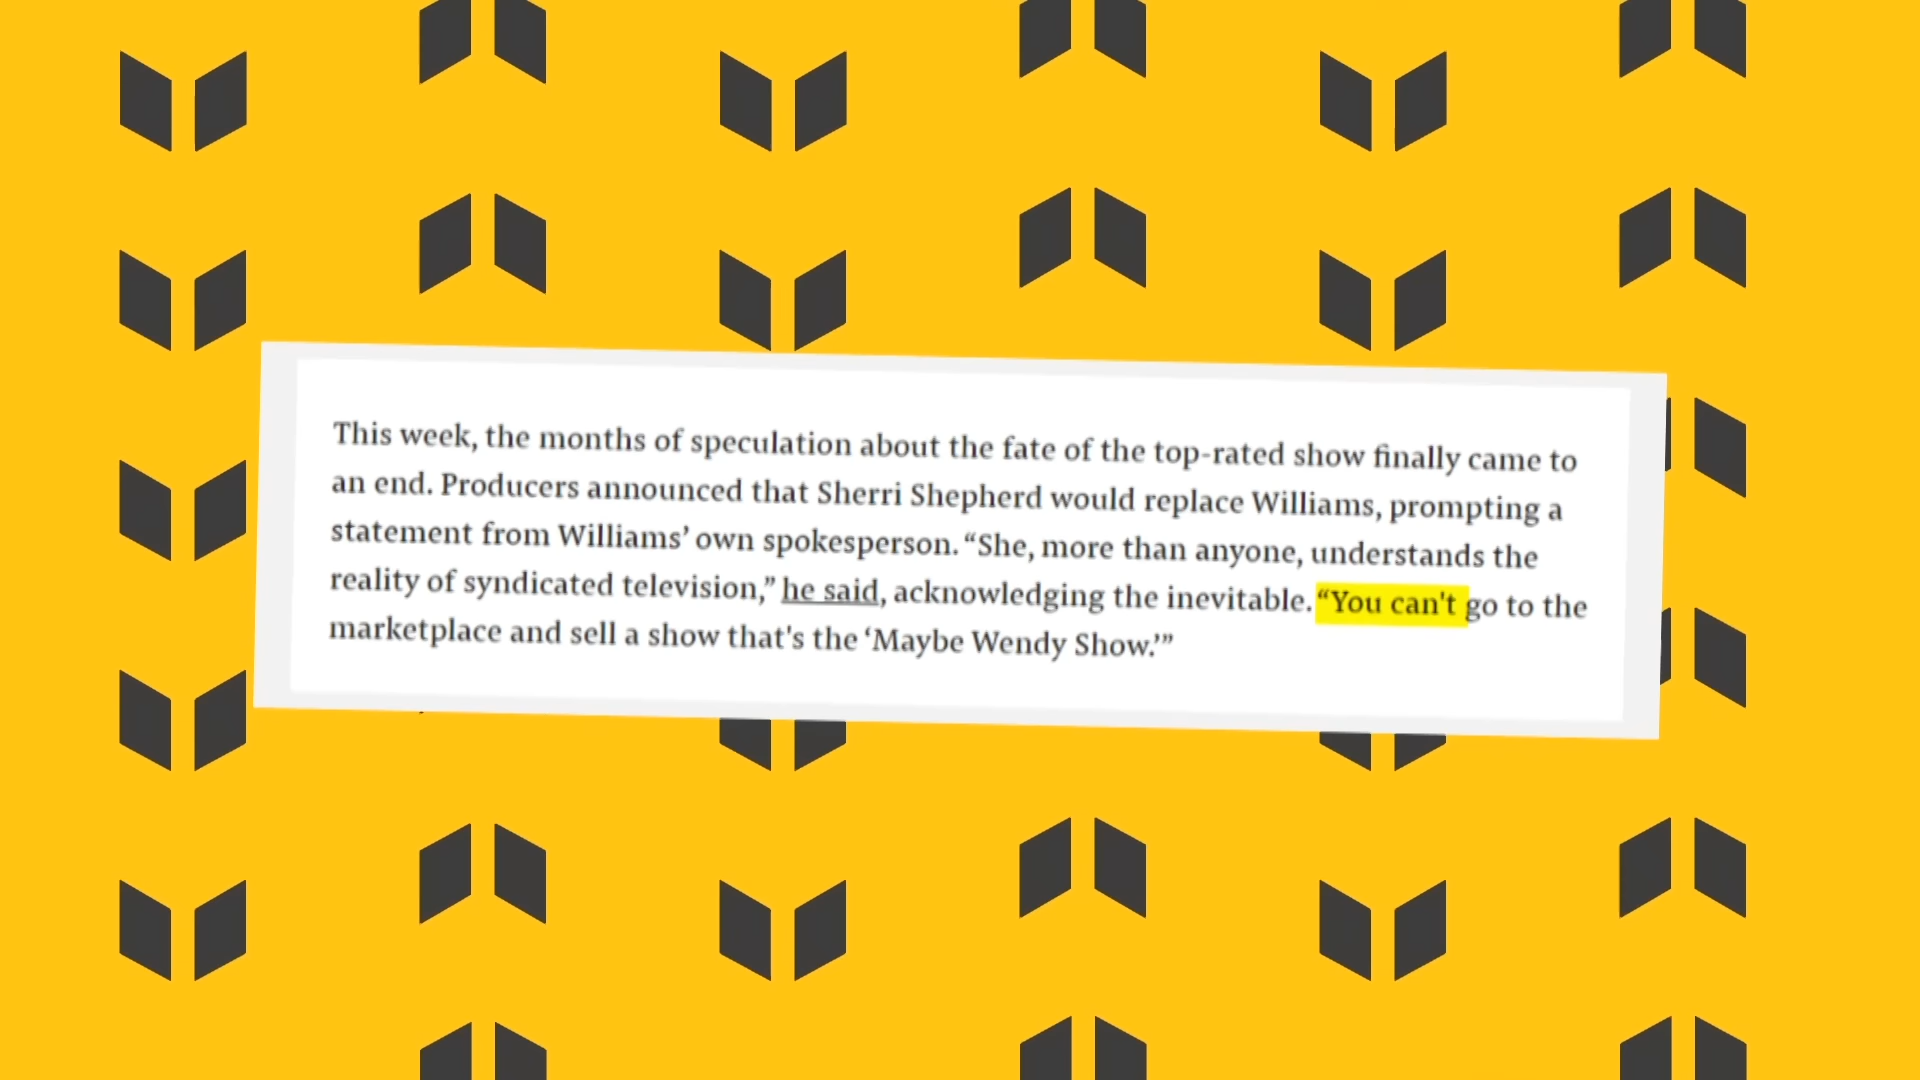 This week, the months of speculation about the fate of the top-rated show finally came to
an end. Producers announced that Sherri Shepherd would replace Williams, prompting a
statement from Williams’ own spokesperson. “She, more than anyone, understands the
reality of syndicated television,” he said, acknowledging the inevitable. “You can't go to the
marketplace and sell a show that's the ‘Maybe Wendy Show.’”